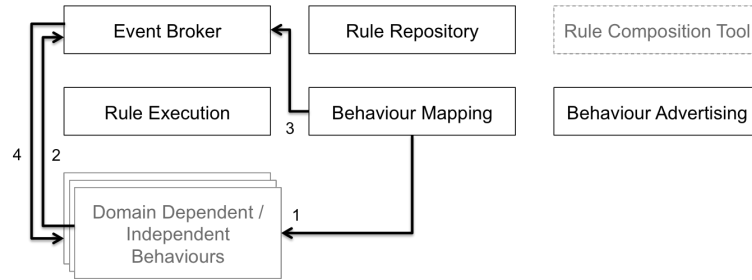 Event Broker
Rule Repository
Rule Composition Tool
Rule Execution
Behaviour Mapping
Behaviour Advertising
3
4
2
1
Domain Dependent /
Independent
Behaviours